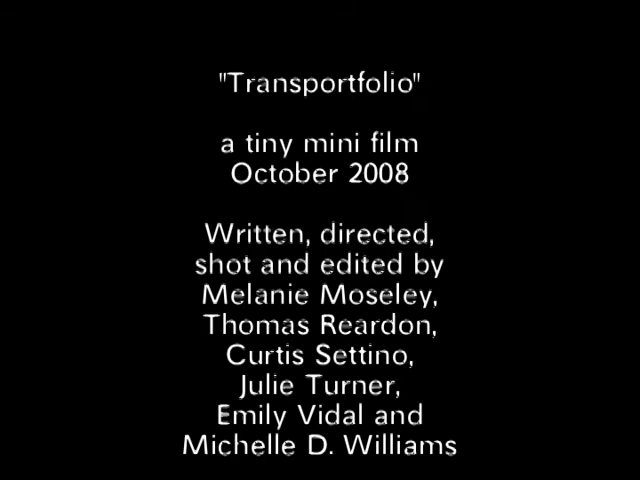 "Transportfolio"
a tiny mini film
October 2008
Written, directed,
shot and edited by
Melanie Moseley,
Thomas Reardon,
Curtis Settino,
Julie Turner,
Emily Vidal and
Michelle D. Williams